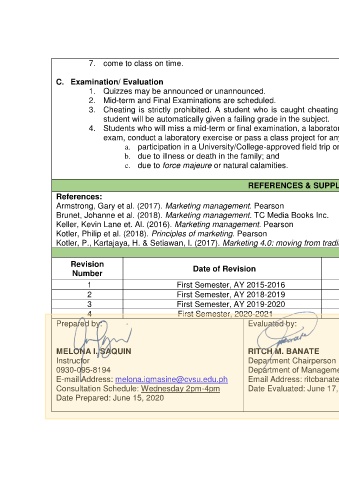 7. come to class on time.
C. Examination/ Evaluation
1. Quizzes may be announced or unannounced.
2. Mid-term and Final Examinations are scheduled.
3. Cheating is strictly prohibited. A student who is caught cheating
student will be automatically given a failing grade in the subject.
4. Students who will miss a mid-term or final examination, a laborator
exam, conduct a laboratory exercise or pass a class project for any
a. participation in a University/College-approved field trip or
b. due to illness or death in the family; and
c. due to force majeure or natural calamities.
REFERENCES & SUPPL
References:
Armstrong, Gary et al. (2017). Marketing management. Pearson
Brunet, Johanne et al. (2018). Marketing management. TC Media Books Inc.
Keller, Kevin Lane et. Al. (2016). Marketing management. Pearson
Kotler, Philip et al. (2018). Principles of marketing. Pearson
Kotler, P., Kartajaya, H. & Setiawan, I. (2017). Marketing 4.0: moving from tradi
Revision Number Date of Revision
1 First Semester, AY 2015-2016
2 First Semester, AY 2018-2019
3 First Semester, AY 2019-2020
4 First Semester, 2020-2021
Prepared by: Evaluated by:
MELONA I. SAQUIN RITCH M. BANATE
Instructor Department Chairperson
0930-095-8194 Department of Manageme
E-mail Address: melona.igmasine@cvsu.edu.ph Email Address: ritcbanate
Consultation Schedule: Wednesday 2pm-4pm Date Evaluated: June 17,
Date Prepared: June 15, 2020